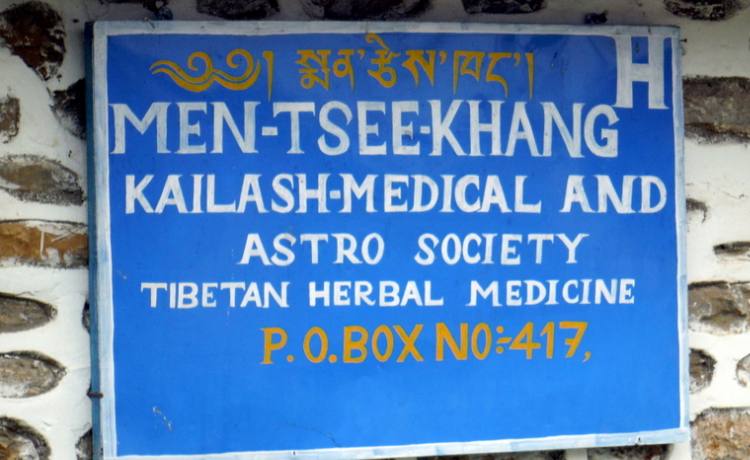 ༄༅། སྨན་རྩེས་ཁང་།
H
MEN-TSEE-KHANG
KAILASH-MEDICAL AND
ASTRO SOCIETY
TIBETAN HERBAL MEDICINE
P.O.BOX NO:-417,